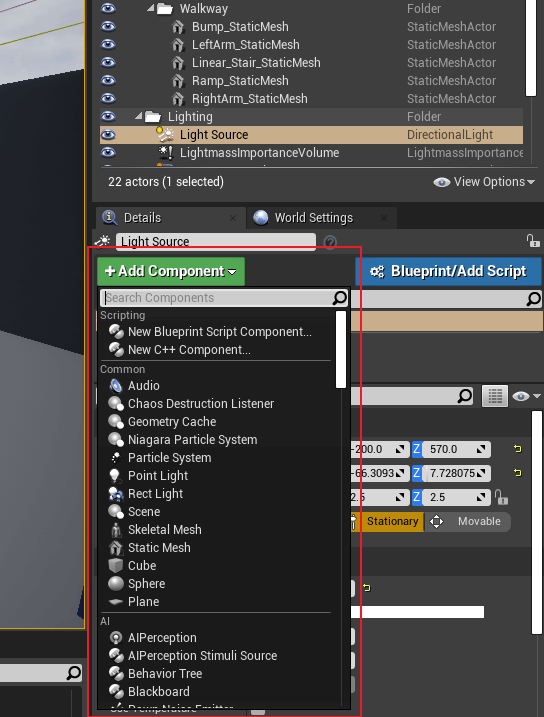 Walkway Folder
Bump_StaticMesh StaticMeshActor
LeftArm_StaticMesh StaticMeshActor
Linear_Stair_StaticMesh StaticMeshActor
Ramp_StaticMesh StaticMeshActor
RightArm_StaticMesh StaticMeshActor
Lighting Folder
Light Source DirectionalLight
LightmassImportanceVolume LightmassImportance
22 actors (1 selected) View Options
Details World Settings
Light Source
+Add Component Blueprint/Add Script
Search Components
Scripting
New Blueprint Script Component...
New C++ Component...
Common
Audio
Chaos Destruction Listener
Geometry Cache
Niagara Particle System -200.0 Z 570.0
Particle System
Point Light -66.3093 Z 7.728075
Rect Light 2.5 Z 2.5
Scene
Skeletal Mesh Stationary Movable
Static Mesh
Cube
Sphere
Plane
AI
AIPerception
AIPerception Stimuli Source
Behavior Tree
Blackboard